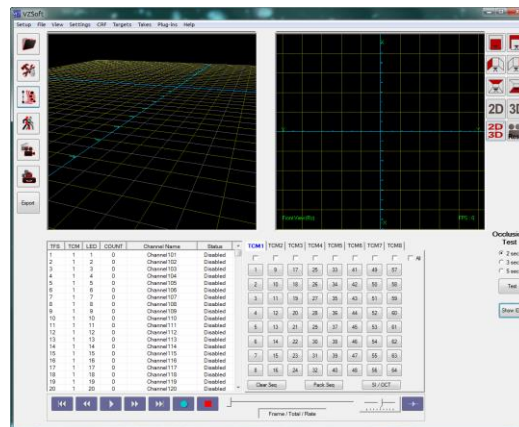 VZSoft
Setup File View Settings CRF Targets Takes Plug-Ins Help
2D 3D
2D
3D
Export
FrontView/Pos
FPS: 0
Occlusion
Test
2 sec
3 sec
5 sec
Test
Show ID
TFS TCM LED COUNT Channel Name Status
1 1 1 0 Channel101 Disabled
2 1 2 0 Channel102 Disabled
3 1 3 0 Channel103 Disabled
4 1 4 0 Channel104 Disabled
5 1 5 0 Channel105 Disabled
6 1 6 0 Channel106 Disabled
7 1 7 0 Channel107 Disabled
8 1 8 0 Channel108 Disabled
9 1 9 0 Channel109 Disabled
10 1 10 0 Channel110 Disabled
11 1 11 0 Channel111 Disabled
12 1 12 0 Channel112 Disabled
13 1 13 0 Channel113 Disabled
14 1 14 0 Channel114 Disabled
15 1 15 0 Channel115 Disabled
16 1 16 0 Channel116 Disabled
17 1 17 0 Channel117 Disabled
18 1 18 0 Channel118 Disabled
19 1 19 0 Channel119 Disabled
20 1 20 0 Channel120 Disabled
TCM1 TCM2 TCM3 TCM4 TCM5 TCM6 TCM7 TCM8
All
1 9 17 25 33 41 49 57
2 10 18 26 34 42 50 58
3 11 19 27 35 43 51 59
4 12 20 28 36 44 52 60
5 13 21 29 37 45 53 61
6 14 22 30 38 46 54 62
7 15 23 31 39 47 55 63
8 16 24 32 40 48 56 64
Clear Seq Pack Seq SI / OCT
Frame / Total / Rate